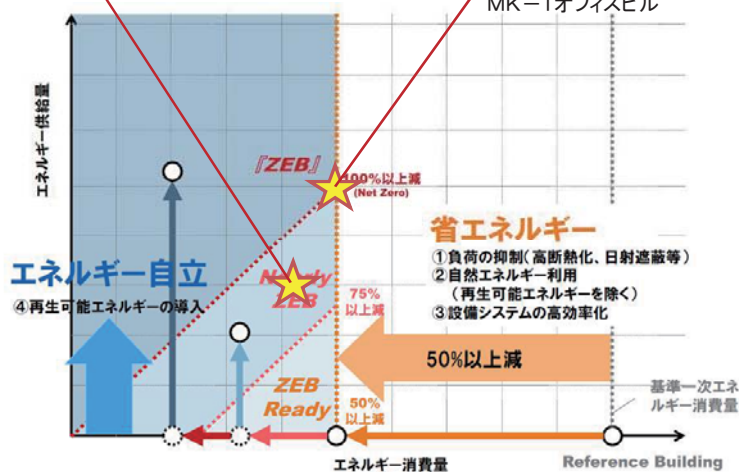 MK－1オフィスビル
エネルギー供給量
『ZEB』
100%以上減
(Net Zero)
省エネルギー
①負荷の抑制(高断熱化、日射遮蔽等)
②自然エネルギー利用
(再生可能エネルギーを除く)
③設備システムの高効率化
エネルギー自立
④再生可能エネルギーの導入
Nearly
ZEB
75%
以上減
50%以上減
ZEB
Ready
50%
以上減
基準一次エネ
ルギー消費量
エネルギー消費量
Reference Building